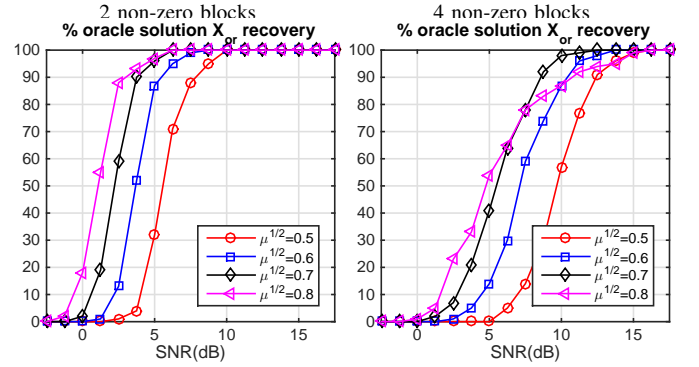 2 non-zero blocks
% oracle solution X_or recovery
100
90
80
70
60
50
40
30
20
10
0
0 5 10 15
SNR(dB)
μ^1/2=0.5
μ^1/2=0.6
μ^1/2=0.7
μ^1/2=0.8
4 non-zero blocks
% oracle solution X_or recovery
100
90
80
70
60
50
40
30
20
10
0
0 5 10 15
SNR(dB)
μ^1/2=0.5
μ^1/2=0.6
μ^1/2=0.7
μ^1/2=0.8